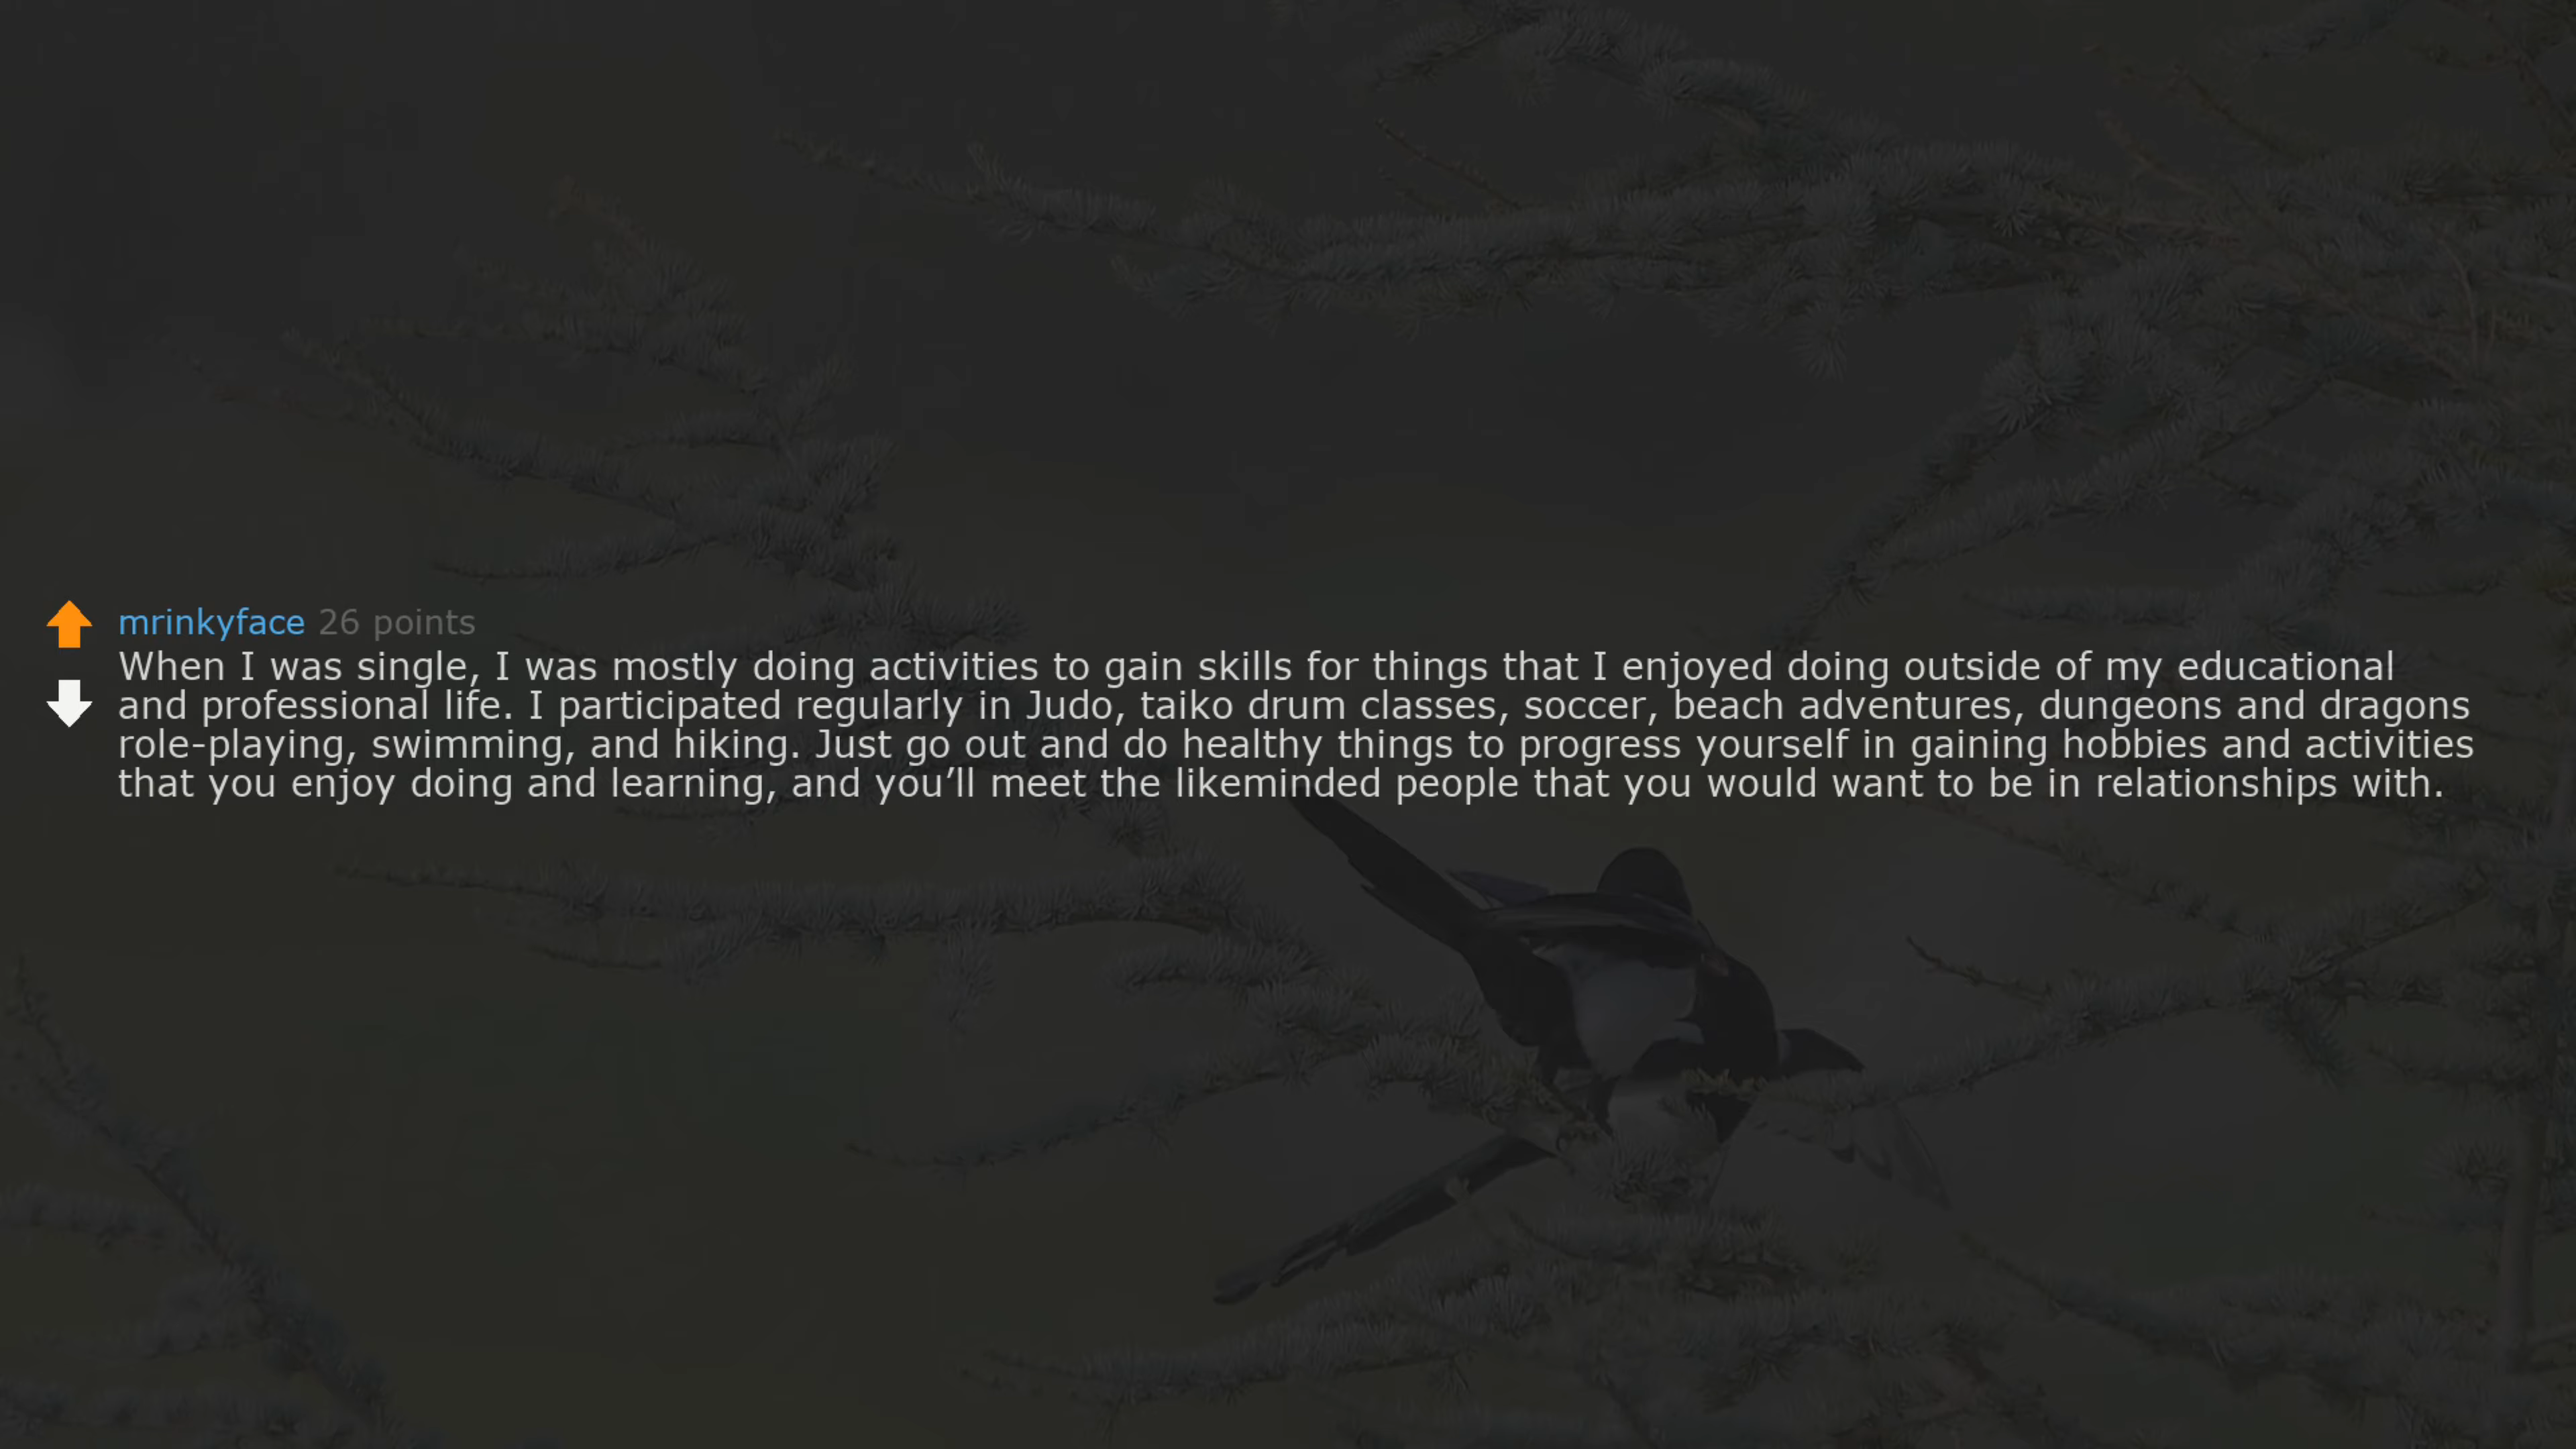 mrinkyface 26 points
When I was single, I was mostly doing activities to gain skills for things that I enjoyed doing outside of my educational
and professional life. I participated regularly in Judo, taiko drum classes, soccer, beach adventures, dungeons and dragons
role-playing, swimming, and hiking. Just go out and do healthy things to progress yourself in gaining hobbies and activities
that you enjoy doing and learning, and you’ll meet the likeminded people that you would want to be in relationships with.